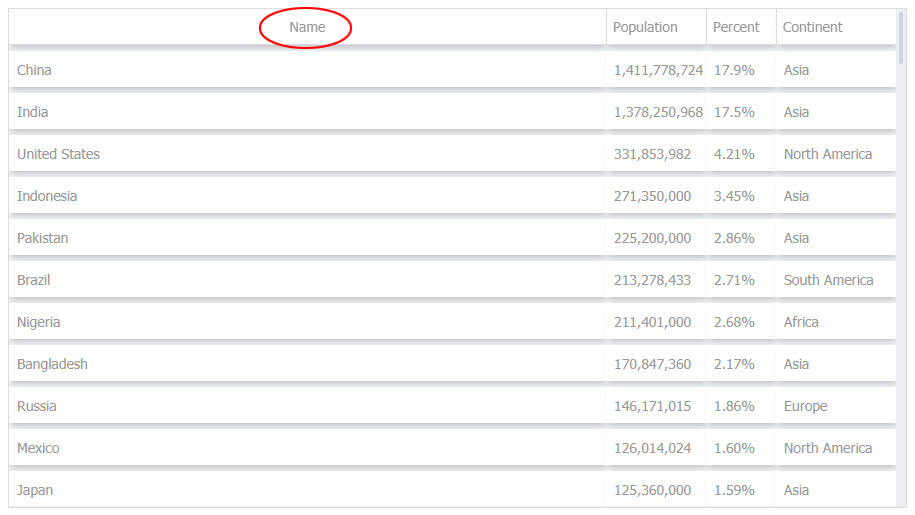 Name Population Percent Continent
China 1,411,778,724 17.9% Asia
India 1,378,250,968 17.5% Asia
United States 331,853,982 4.21% North America
Indonesia 271,350,000 3.45% Asia
Pakistan 225,200,000 2.86% Asia
Brazil 213,278,433 2.71% South America
Nigeria 211,401,000 2.68% Africa
Bangladesh 170,847,360 2.17% Asia
Russia 146,171,015 1.86% Europe
Mexico 126,014,024 1.60% North America
Japan 125,360,000 1.59% Asia